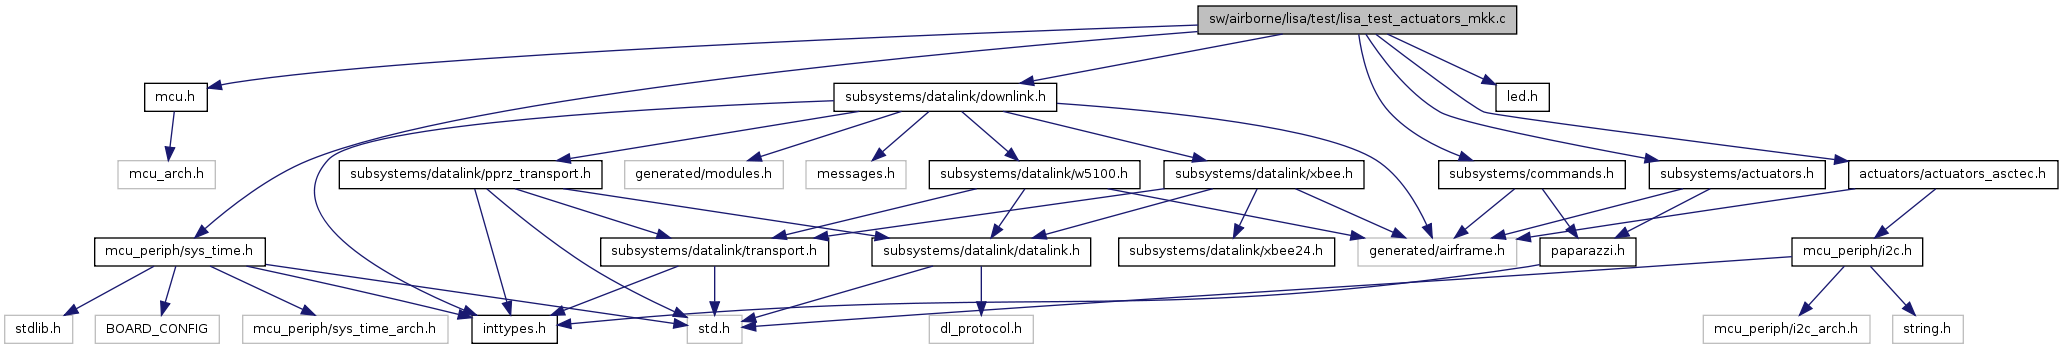 sw/airborne/lisa/test/lisa_test_actuators_mkk.c
mcu.h
subsystems/datalink/downlink.h
led.h
mcu_arch.h
subsystems/datalink/pprz_transport.h
generated/modules.h
messages.h
subsystems/datalink/w5100.h
subsystems/datalink/xbee.h
subsystems/commands.h
subsystems/actuators.h
actuators/actuators_asctec.h
mcu_periph/sys_time.h
subsystems/datalink/transport.h
subsystems/datalink/datalink.h
subsystems/datalink/xbee24.h
generated/airframe.h
paparazzi.h
mcu_periph/i2c.h
stdlib.h
BOARD_CONFIG
mcu_periph/sys_time_arch.h
inttypes.h
std.h
dl_protocol.h
mcu_periph/i2c_arch.h
string.h